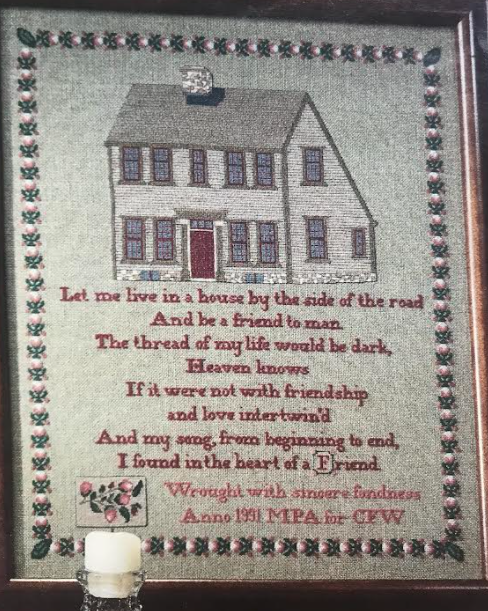 Let me live in a house by the side of the road
And be a friend to man
The thread of my life would be dark,
Heaven knows
If it were not with friendship
and love intertwin'd
And my song, from beginning to end,
I found in the heart of a Friend.
Wrought with sincere fondness
Anno 1991 MPA for CFW